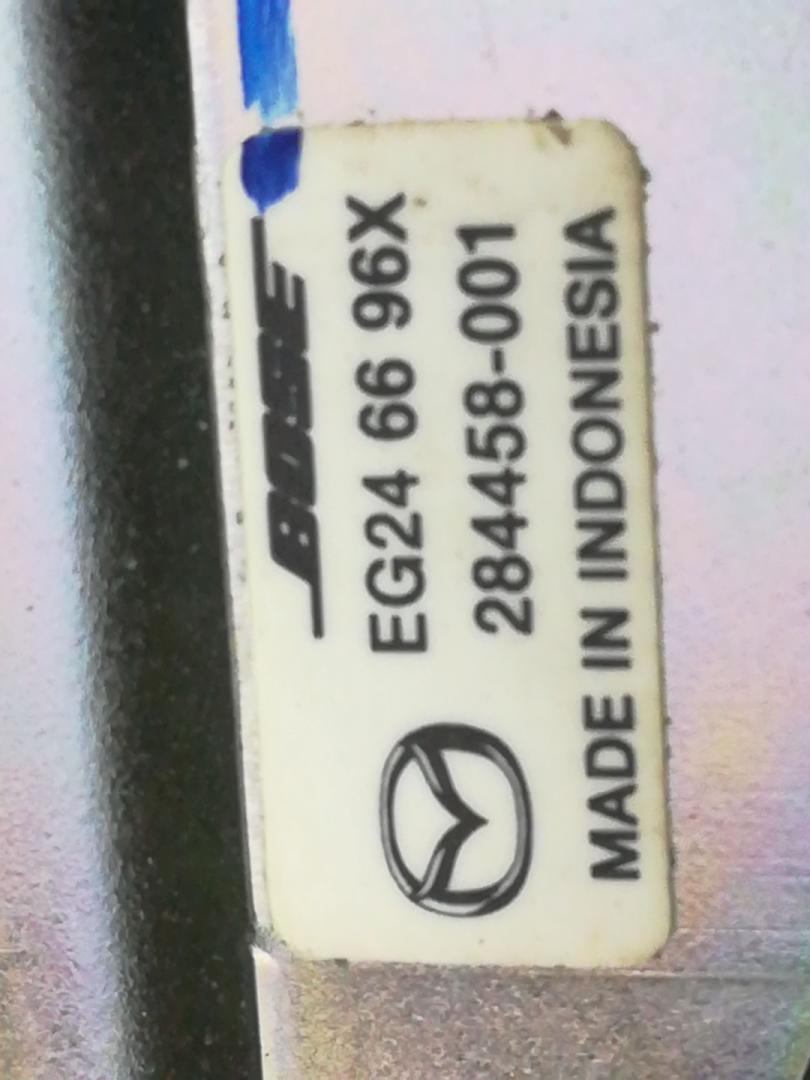 BOSE
EG24 66 96X
284458-001
MADE IN INDONESIA